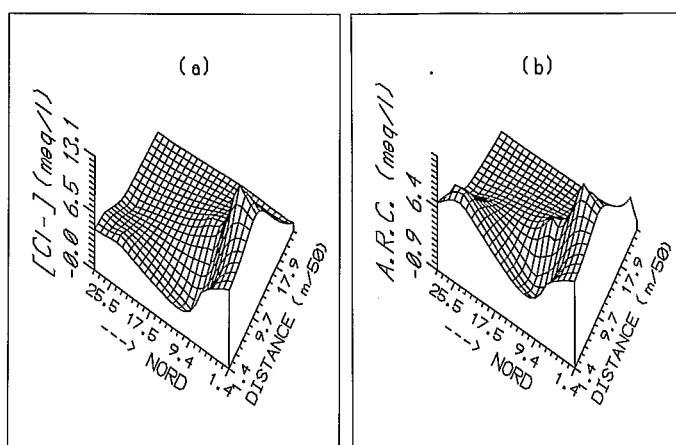 (a)
[Cl-] (meq/l)
-0.0 6.5 13.1
25.5 17.5 9.4 1.4
---> NORD
1.4 9.7 17.9
DISTANCE (m/50)
(b)
A.R.C. (meq/l)
-0.9 6.4
25.5 17.5 9.4 1.4
---> NORD
1.4 9.7 17.9
DISTANCE (m/50)